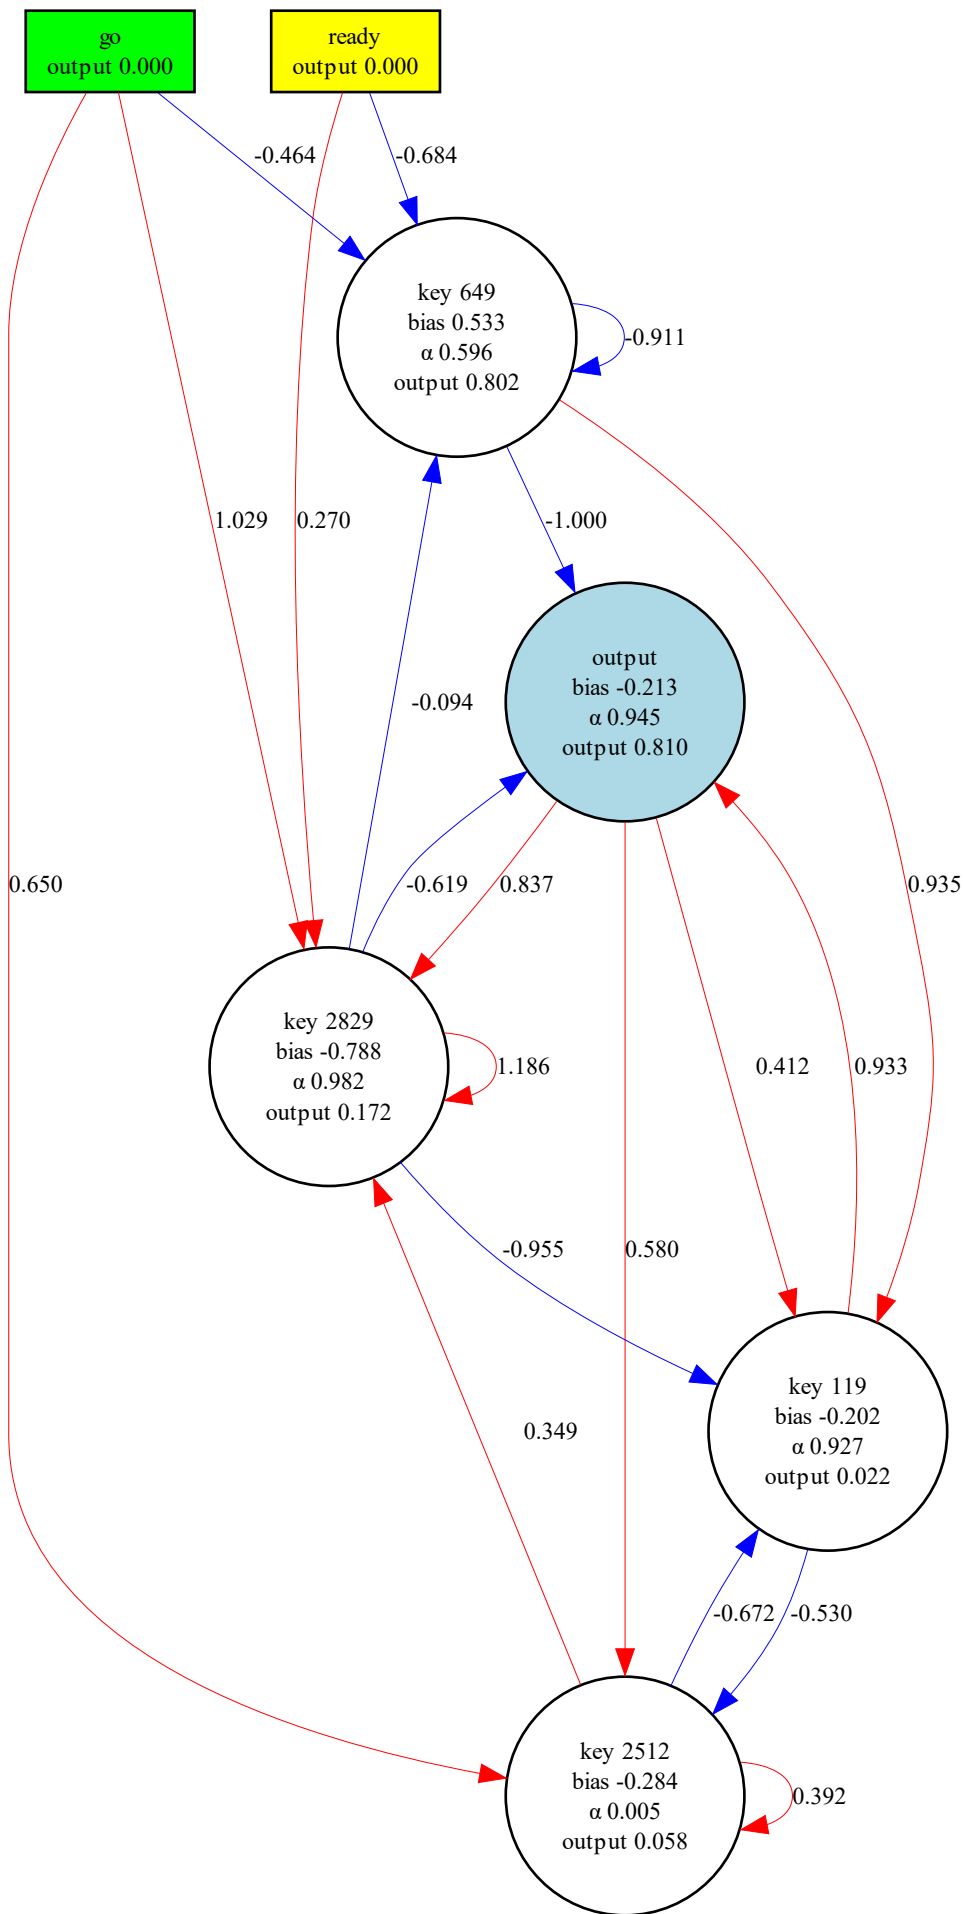 go
output 0.000
ready
output 0.000
-0.464
-0.684
key 649
bias 0.533
α 0.596
output 0.802
-0.911
1.029
0.270
-1.000
output
bias -0.213
α 0.945
output 0.810
-0.094
0.650
-0.619
0.837
0.935
key 2829
bias -0.788
α 0.982
output 0.172
1.186
0.412
0.933
-0.955
0.580
key 119
bias -0.202
α 0.927
output 0.022
0.349
-0.672
-0.530
key 2512
bias -0.284
α 0.005
output 0.058
0.392